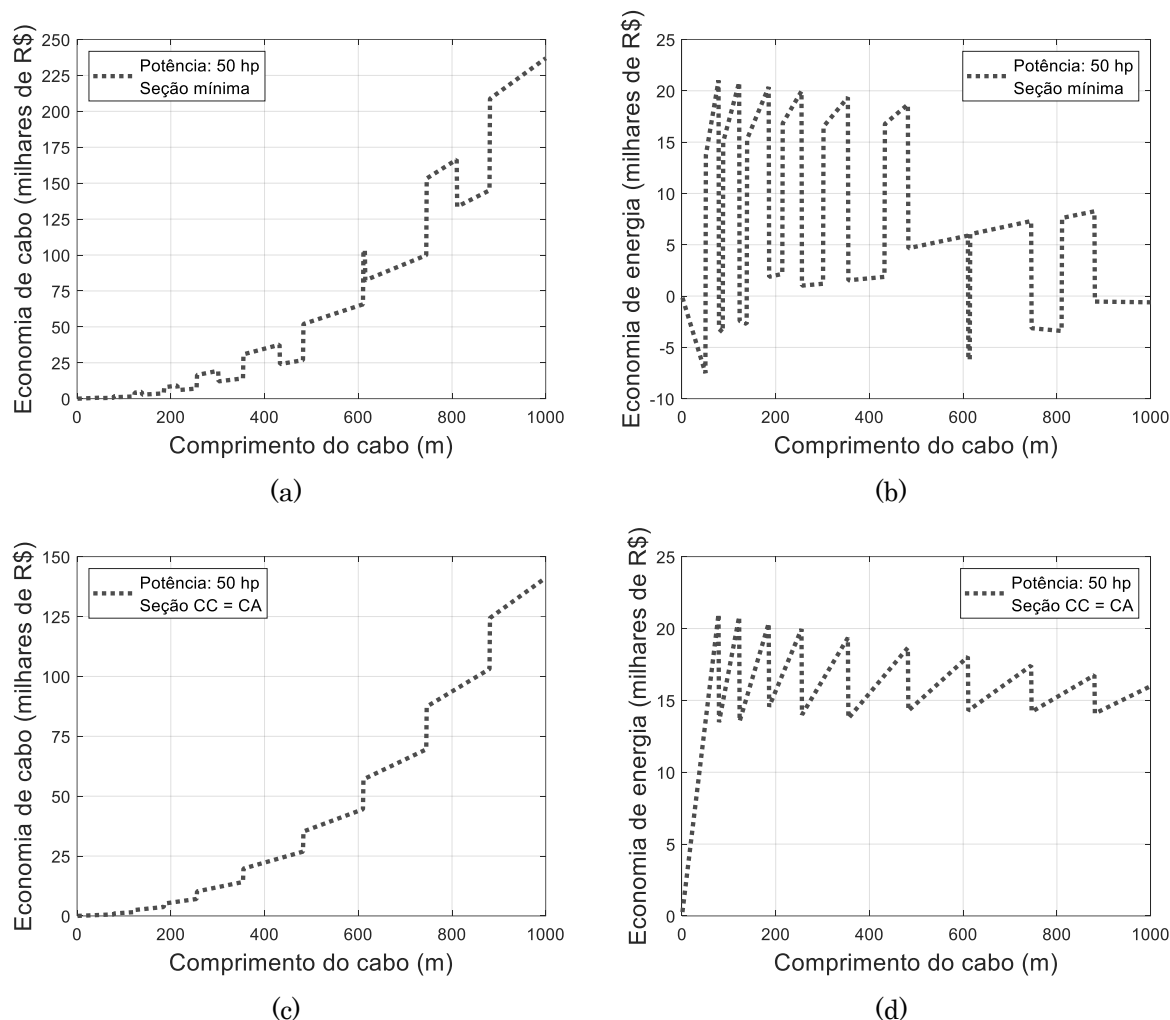 Economia de cabo (milhares de R$)
250
225
200
175
150
125
100
75
50
25
0
Potência: 50 hp
Seção mínima
0
200
400
600
800
1000
Comprimento do cabo (m)
(a)
Economia de energia (milhares de R$)
25
20
15
10
5
0
-5
-10
Potência: 50 hp
Seção mínima
0
200
400
600
800
1000
Comprimento do cabo (m)
(b)
Economia de cabo (milhares de R$)
150
125
100
75
50
25
0
Potência: 50 hp
Seção CC = CA
0
200
400
600
800
1000
Comprimento do cabo (m)
(c)
Economia de energia (milhares de R$)
25
20
15
10
5
0
Potência: 50 hp
Seção CC = CA
0
200
400
600
800
1000
Comprimento do cabo (m)
(d)